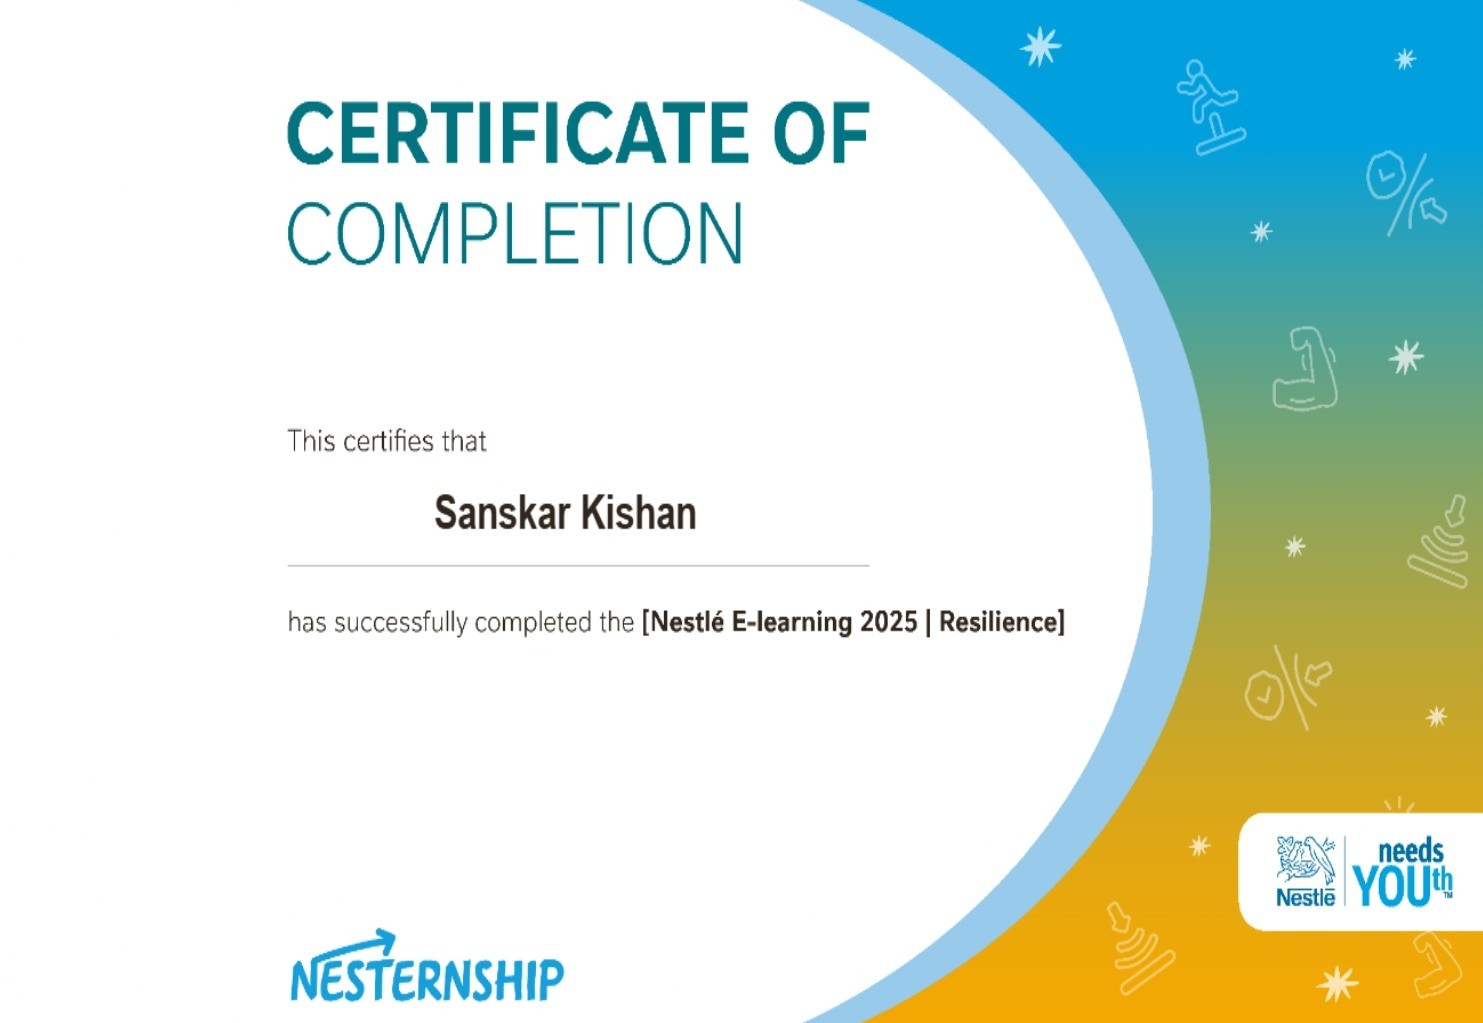 CERTIFICATE OF
COMPLETION
This certifies that
Sanskar Kishan
has successfully completed the [Nestlé E-learning 2025 | Resilience]
Nestlé
needs
YOUth™
NESTERNSHIP